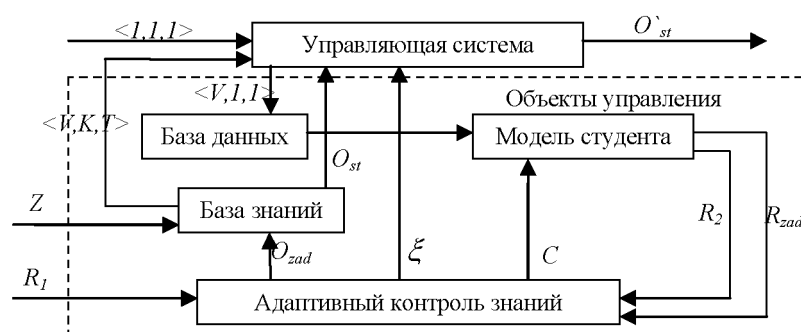 <1,1,1>
Управляющая система
O`st
<V,1,1>
Объекты управления
<V,K,T>
База данных
Модель студента
Ost
Z
База знаний
R2
Rzad
Ozad
ξ
C
R1
Адаптивный контроль знаний